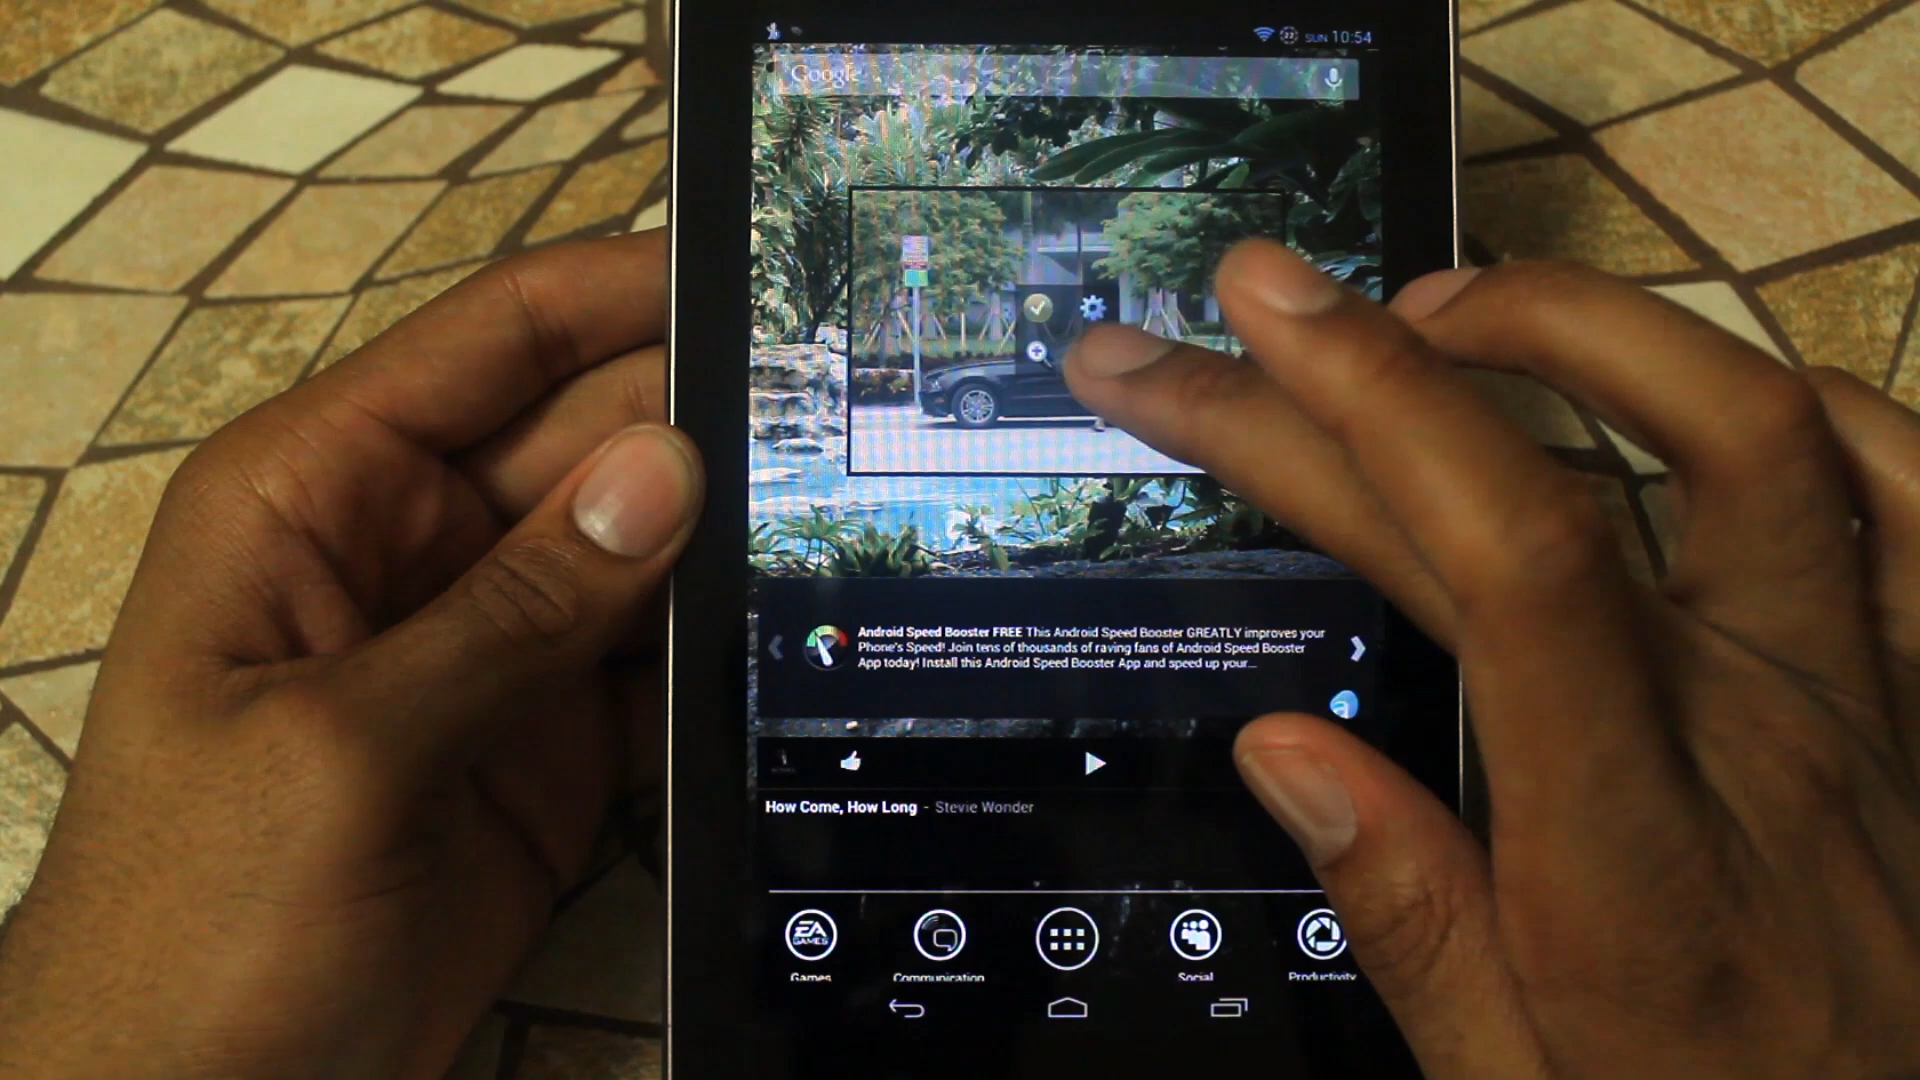 22 SUN 10:54
Google
Android Speed Booster FREE This Android Speed Booster GREATLY improves your
Phone's Speed! Join tens of thousands of raving fans of Android Speed Booster
App today! Install this Android Speed Booster App and speed up your...
a
How Come, How Long - Stevie Wonder
EA
GAMES
Games
Communication
Social
Productivity